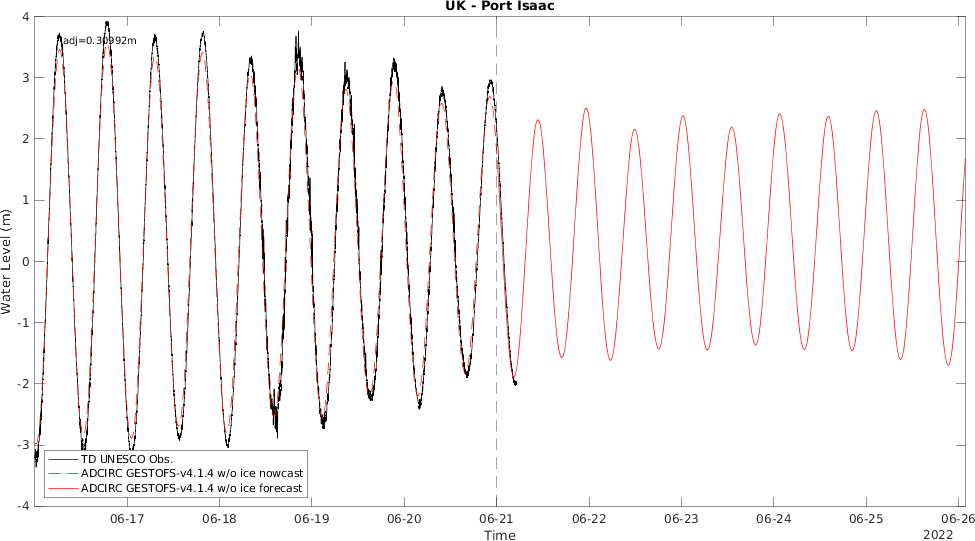 UK - Port Isaac
adj=0.30992m
Water Level (m)
4
3
2
1
0
-1
-2
-3
-4
TD UNESCO Obs.
ADCIRC GESTOFS-v4.1.4 w/o ice nowcast
ADCIRC GESTOFS-v4.1.4 w/o ice forecast
06-17 06-18 06-19 06-20 06-21 06-22 06-23 06-24 06-25 06-26
Time
2022